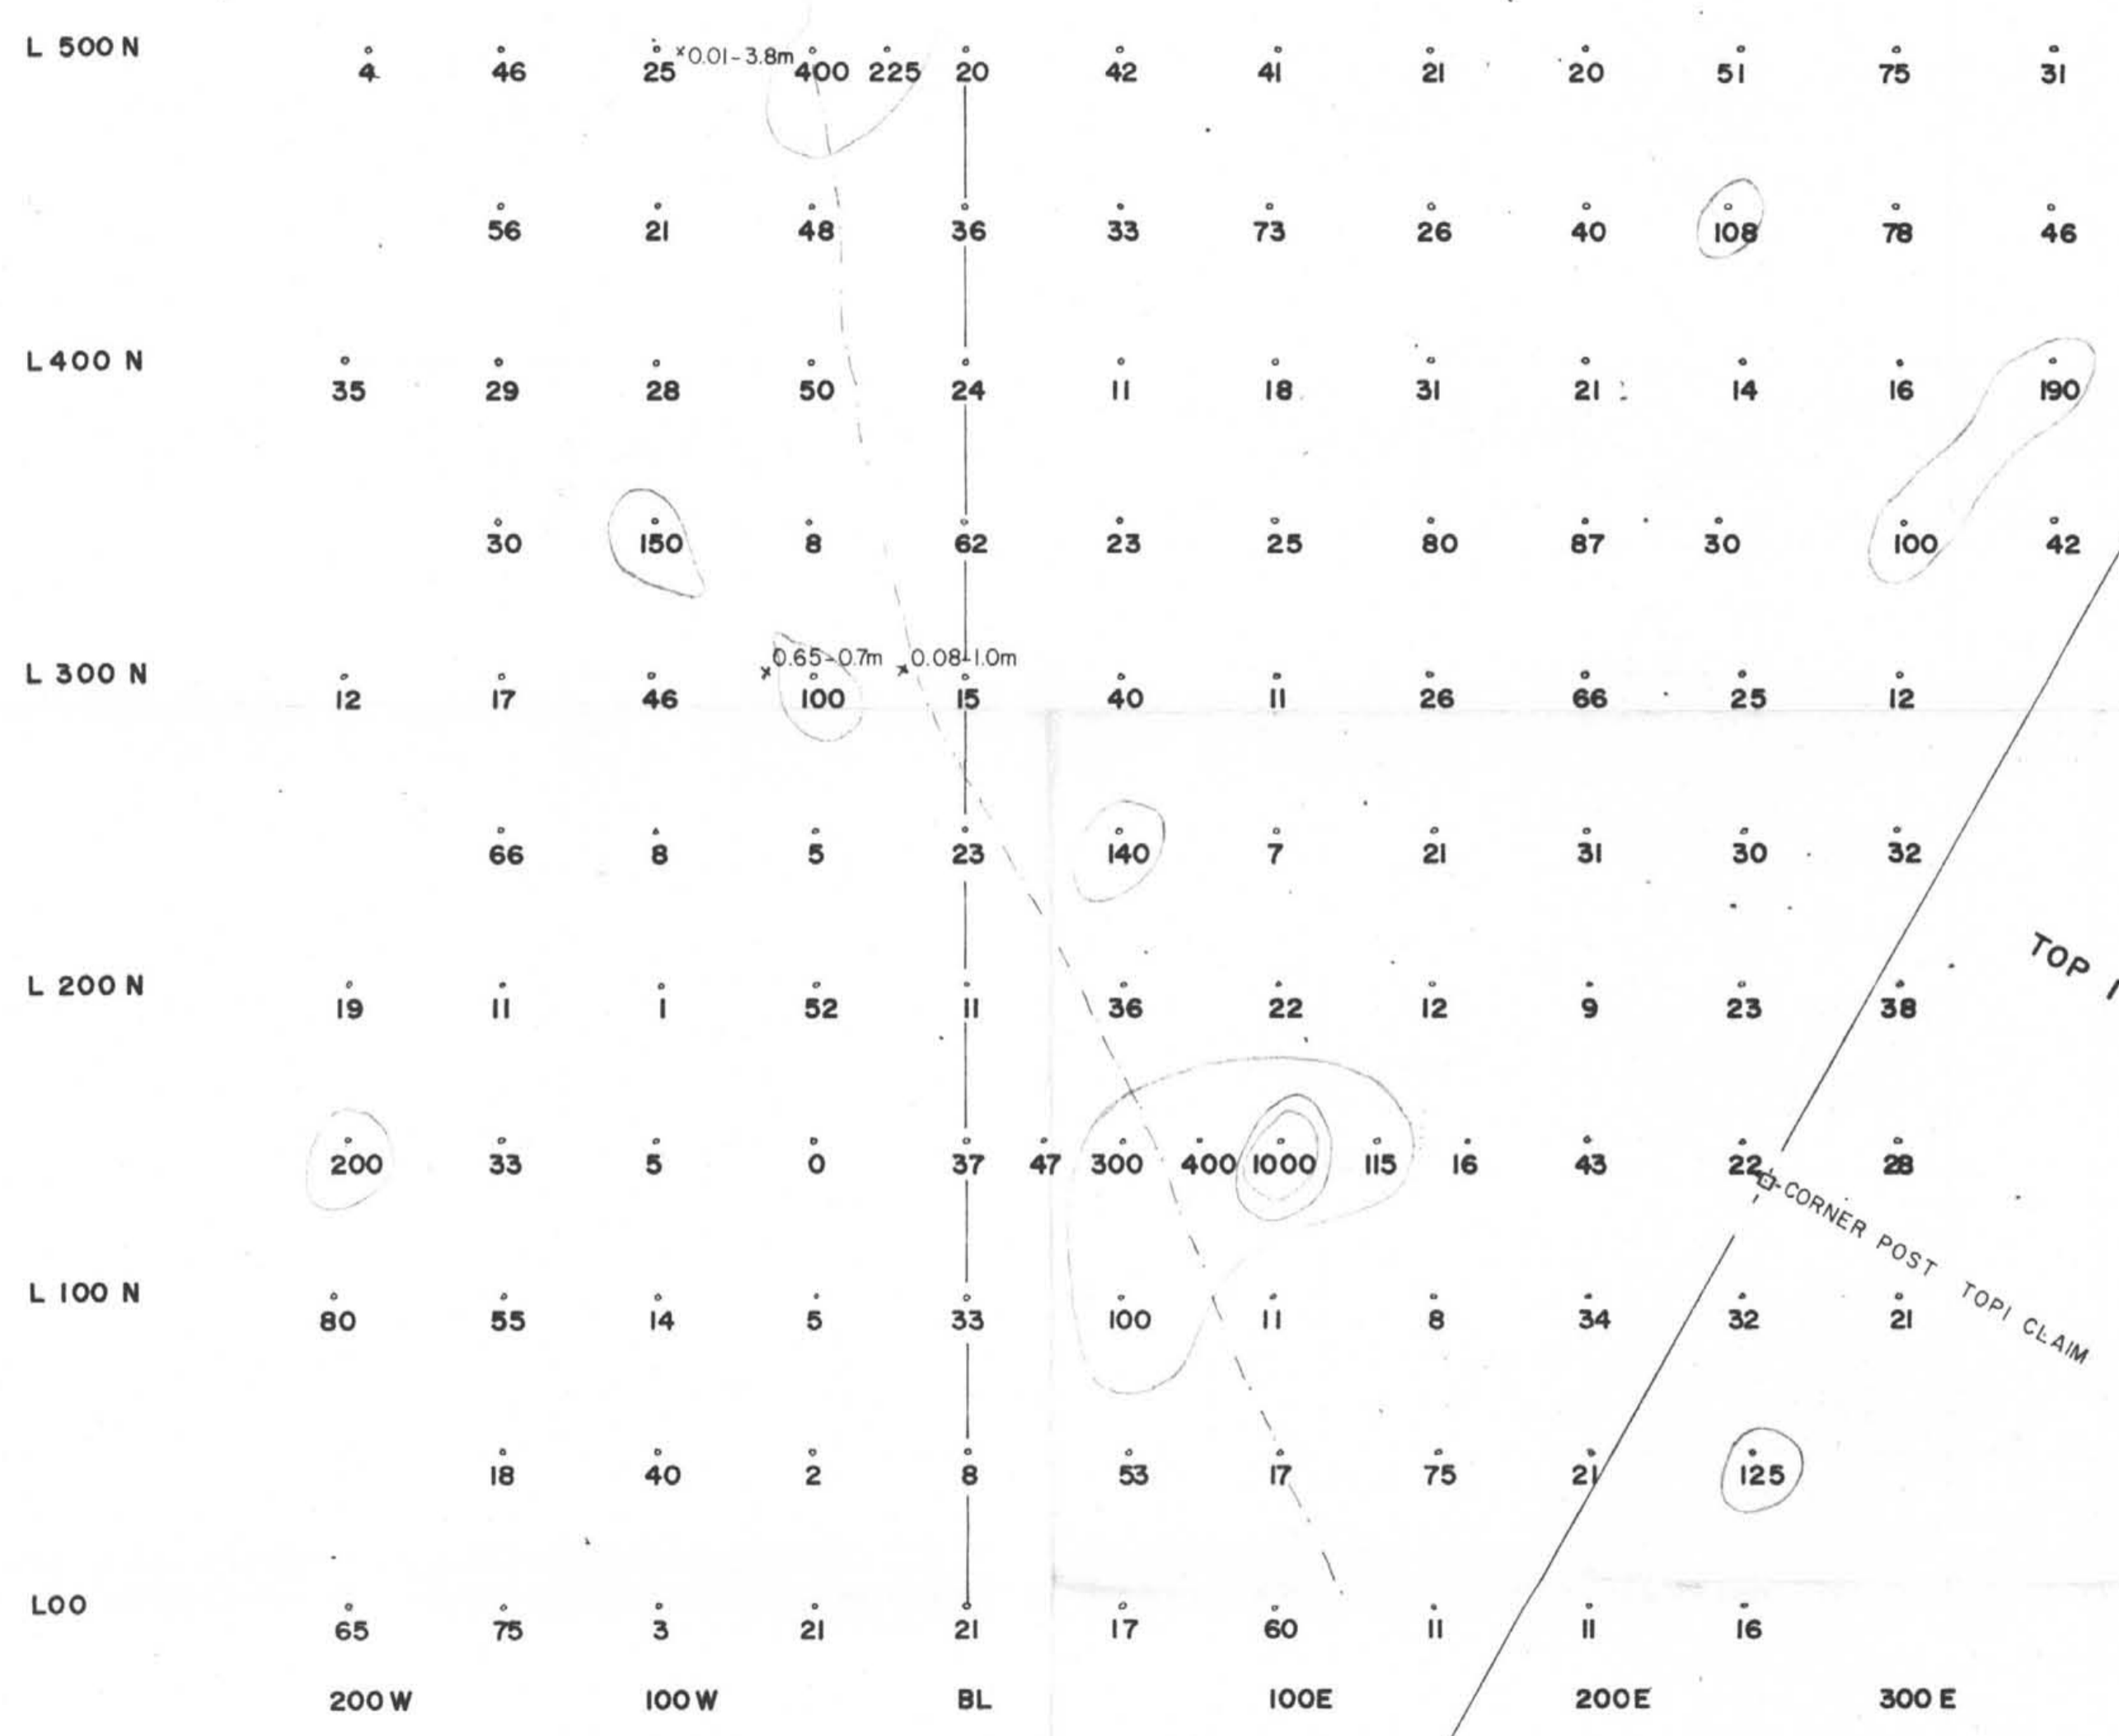 L 500 N 4 46 25 x0.01-3.8m 400 225 20 42 41 21 20 51 75 31
56 21 48 36 33 73 26 40 108 78 46
L 400 N 35 29 28 50 24 11 18 31 21 14 16 190
30 150 8 62 23 25 80 87 30 100 42
x 0.65-0.7m x 0.08-1.0m
L 300 N 12 17 46 100 15 40 11 26 66 25 12
66 8 5 23 140 7 21 31 30 32
TOP I
L 200 N 19 11 1 52 11 36 22 12 9 23 38
200 33 5 0 37 47 300 400 1000 115 16 43 22 28
CORNER POST TOPI CLAIM
L 100 N 80 55 14 5 33 100 11 8 34 32 21
18 40 2 8 53 17 75 21 125
L00 65 75 3 21 21 17 60 11 11 16
200 W 100 W BL 100E 200E 300 E